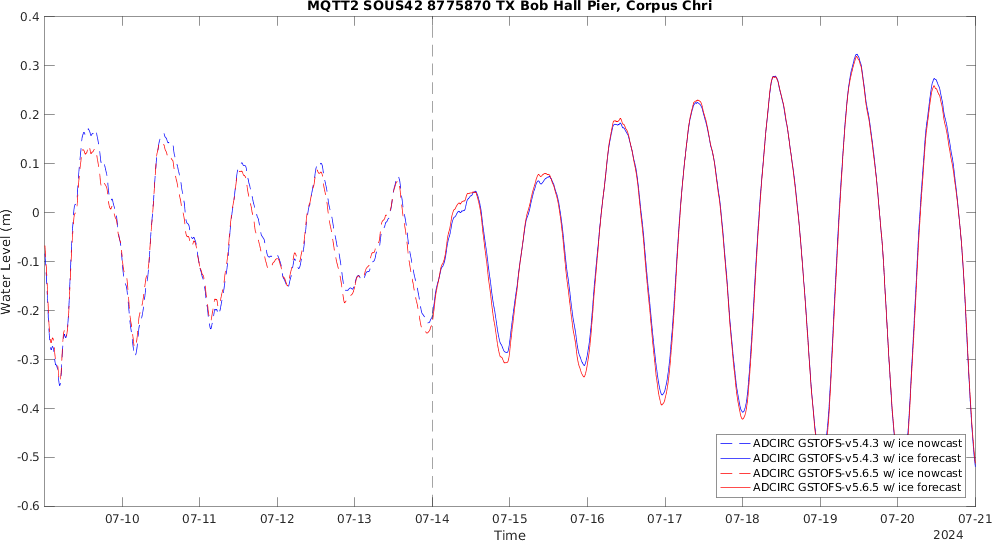 MQTT2 SOUS42 8775870 TX Bob Hall Pier, Corpus Chri
0.4
0.3
0.2
0.1
0
-0.1
-0.2
-0.3
-0.4
-0.5
-0.6
Water Level (m)
ADCIRC GSTOFS-v5.4.3 w/ ice nowcast
ADCIRC GSTOFS-v5.4.3 w/ ice forecast
ADCIRC GSTOFS-v5.6.5 w/ ice nowcast
ADCIRC GSTOFS-v5.6.5 w/ ice forecast
07-10 07-11 07-12 07-13 07-14 07-15 07-16 07-17 07-18 07-19 07-20 07-21
Time
2024